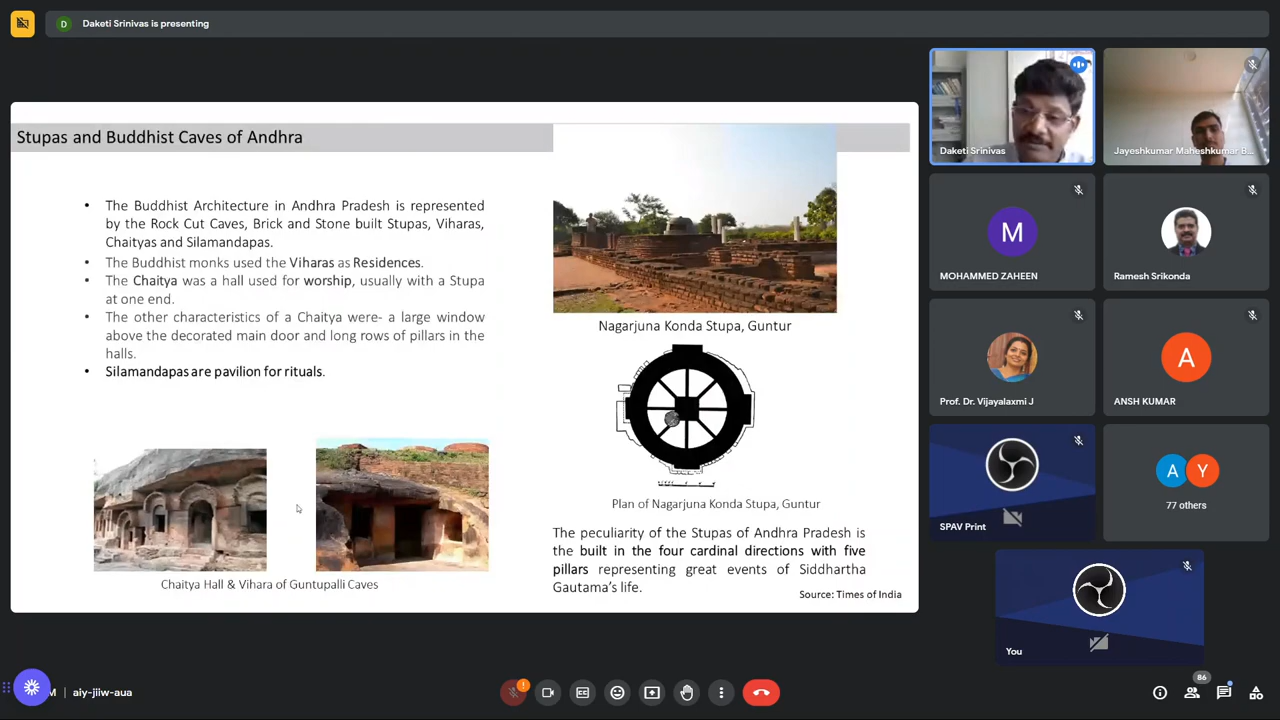 D
Daketi Srinivas is presenting
Stupas and Buddhist Caves of Andhra
• The Buddhist Architecture in Andhra Pradesh is represented
by the Rock Cut Caves, Brick and Stone built Stupas, Viharas,
Chaityas and Silamandapas.
• The Buddhist monks used the Viharas as Residences.
• The Chaitya was a hall used for worship, usually with a Stupa
at one end.
• The other characteristics of a Chaitya were- a large window
above the decorated main door and long rows of pillars in the
halls.
• Silamandapas are pavilion for rituals.
Chaitya Hall & Vihara of Guntupalli Caves
Nagarjuna Konda Stupa, Guntur
Plan of Nagarjuna Konda Stupa, Guntur
The peculiarity of the Stupas of Andhra Pradesh is
the built in the four cardinal directions with five
pillars representing great events of Siddhartha
Gautama's life.
Source: Times of India
Daketi Srinivas
Jayeshkumar Maheshkumar B...
M
MOHAMMED ZAHEEN
Ramesh Srikonda
Prof. Dr. Vijayalaxmi J
A
ANSH KUMAR
SPAV Print
A Y
77 others
You
M | aiy-jiiw-aua
!
86